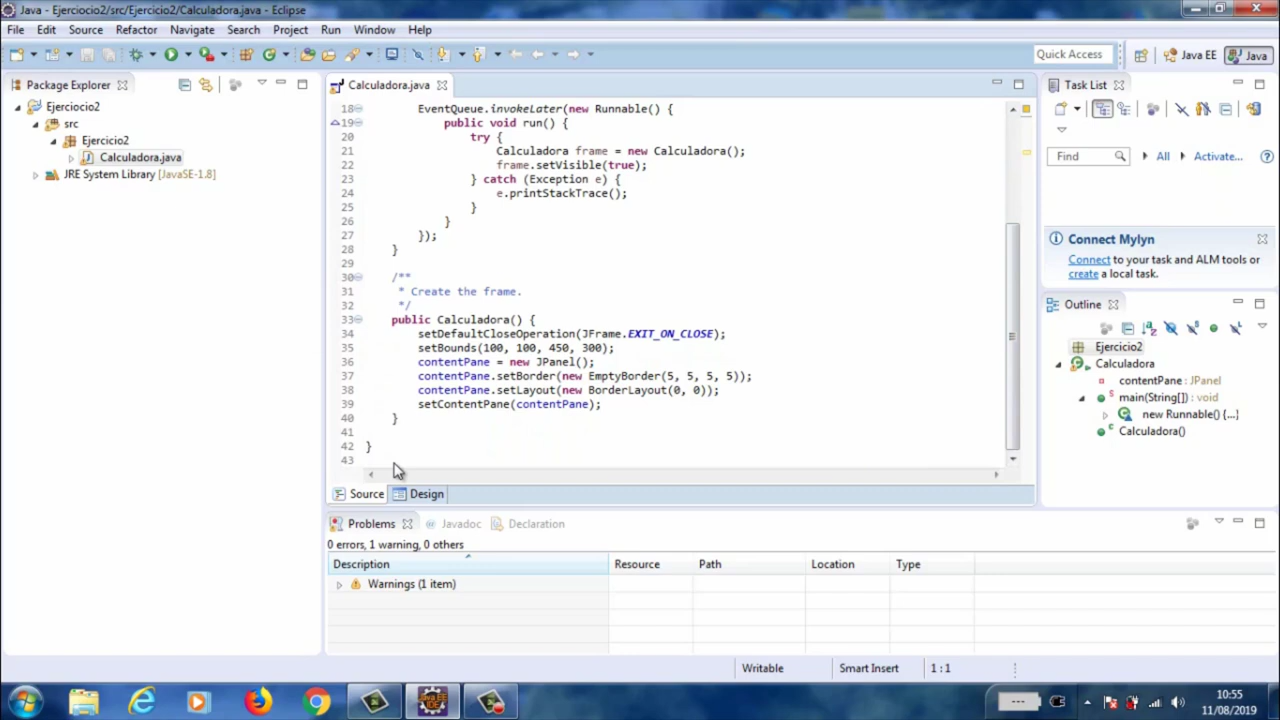 Java - Ejerciocio2/src/Ejercicio2/Calculadora.java - Eclipse
File Edit Source Refactor Navigate Search Project Run Window Help
Quick Access
Java EE
Java
Package Explorer
Ejerciocio2
src
Ejercicio2
Calculadora.java
JRE System Library [JavaSE-1.8]
Calculadora.java
18 EventQueue.invokeLater(new Runnable() {
19 public void run() {
20 try {
21 Calculadora frame = new Calculadora();
22 frame.setVisible(true);
23 } catch (Exception e) {
24 e.printStackTrace();
25 }
26 }
27 });
28 }
29
30 /**
31 * Create the frame.
32 */
33 public Calculadora() {
34 setDefaultCloseOperation(JFrame.EXIT_ON_CLOSE);
35 setBounds(100, 100, 450, 300);
36 contentPane = new JPanel();
37 contentPane.setBorder(new EmptyBorder(5, 5, 5, 5));
38 contentPane.setLayout(new BorderLayout(0, 0));
39 setContentPane(contentPane);
40 }
41
42 }
43
Source Design
Task List
Find All Activate...
Connect Mylyn
Connect to your task and ALM tools or
create a local task.
Outline
Ejercicio2
Calculadora
contentPane : JPanel
main(String[]) : void
new Runnable() {...}
Calculadora()
Problems Javadoc Declaration
0 errors, 1 warning, 0 others
Description Resource Path Location Type
Warnings (1 item)
Writable Smart Insert 1 : 1
Java EE
IDE
10:55
11/08/2019